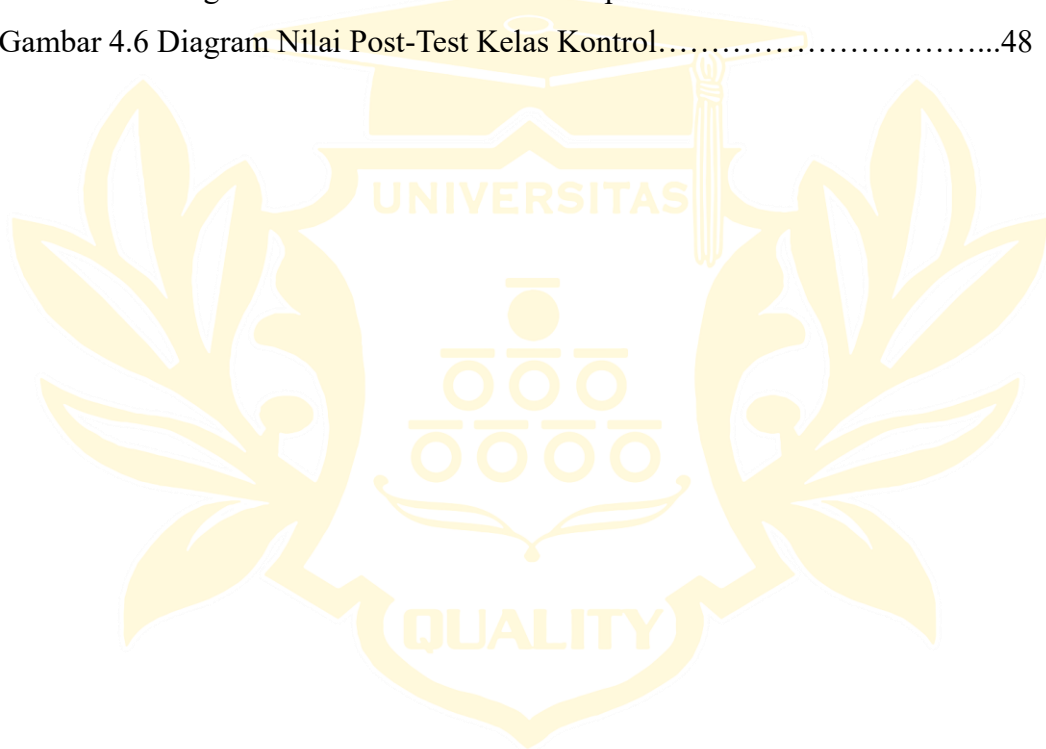 Gambar 4.6 Diagram Nilai Post-Test Kelas Kontrol…………………………...48
UNIVERSITAS
QUALITY